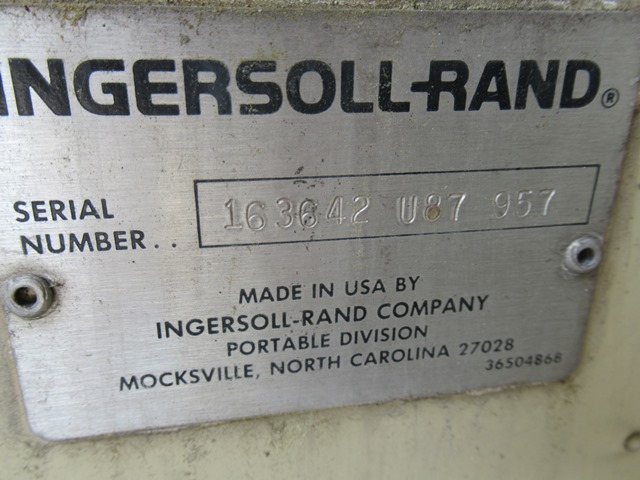 INGERSOLL-RAND®
SERIAL
NUMBER.. 163642 U87 957
MADE IN USA BY
INGERSOLL-RAND COMPANY
PORTABLE DIVISION
MOCKSVILLE, NORTH CAROLINA 27028
36504868